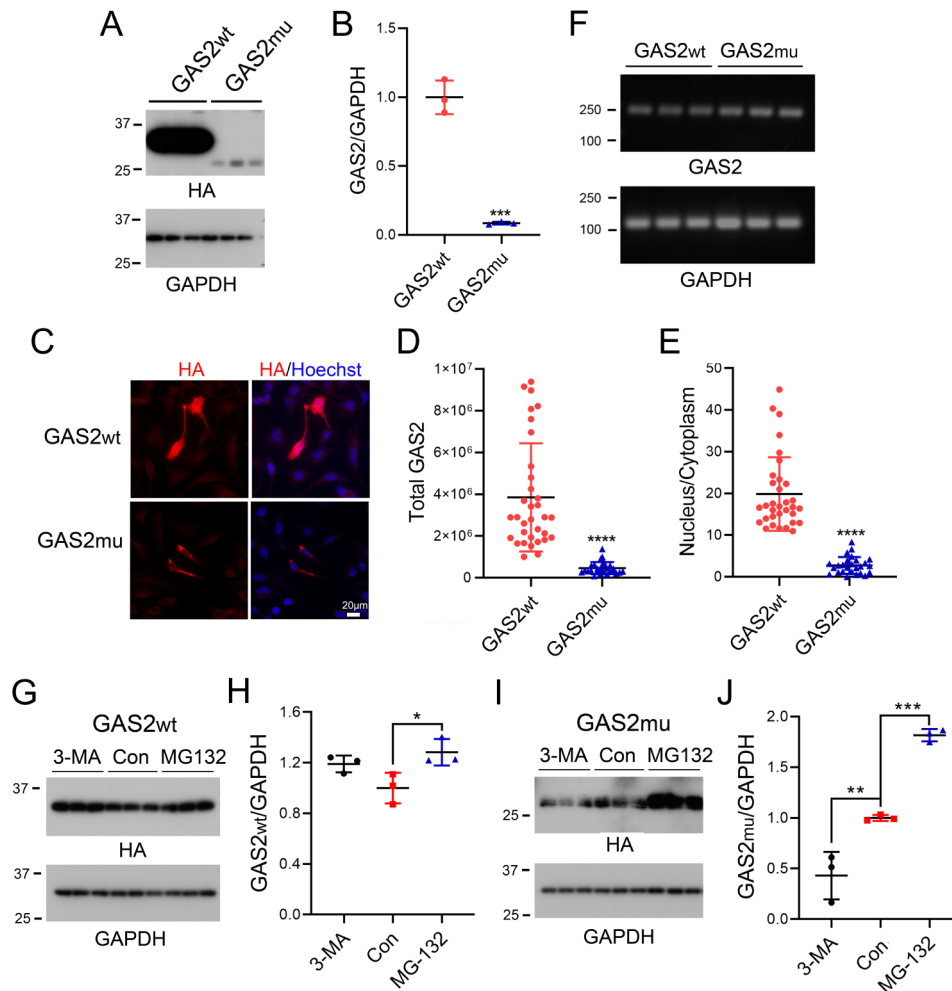 A
GAS2wt
GAS2mu
37
25
HA
37
25
GAPDH
B
GAS2/GAPDH
1.5
1.0
0.5
0.0
***
GAS2wt
GAS2mu
F
GAS2wt GAS2mu
250
100
GAS2
250
100
GAPDH
C
HA HA/Hoechst
GAS2wt
GAS2mu
20μm
D
Total GAS2
1×10⁷
8×10⁶
6×10⁶
4×10⁶
2×10⁶
0
****
GAS2wt
GAS2mu
E
Nucleus/Cytoplasm
50
40
30
20
10
0
****
GAS2wt
GAS2mu
G
GAS2wt
3-MA Con MG132
37
HA
37
25
GAPDH
H
GAS2wt/GAPDH
1.6
1.2
0.8
0.4
0.0
*
3-MA
Con
MG-132
I
GAS2mu
3-MA Con MG132
37
25
HA
37
25
GAPDH
J
GAS2mu/GAPDH
2.0
1.5
1.0
0.5
0.0
**
***
3-MA
Con
MG-132